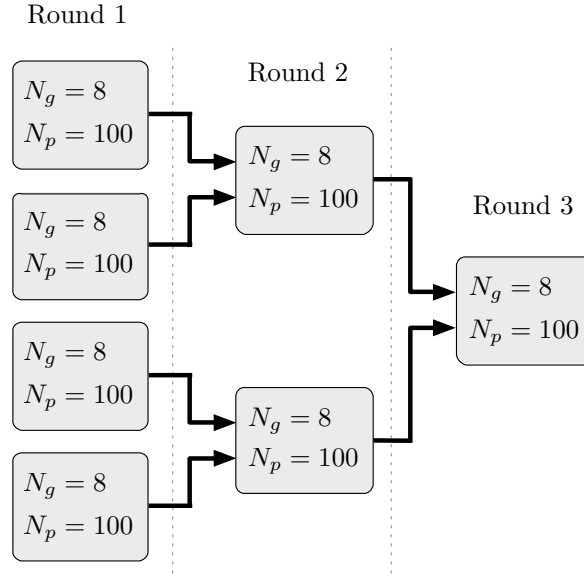 Round 1
N_g = 8
N_p = 100
N_g = 8
N_p = 100
N_g = 8
N_p = 100
N_g = 8
N_p = 100
Round 2
N_g = 8
N_p = 100
N_g = 8
N_p = 100
Round 3
N_g = 8
N_p = 100